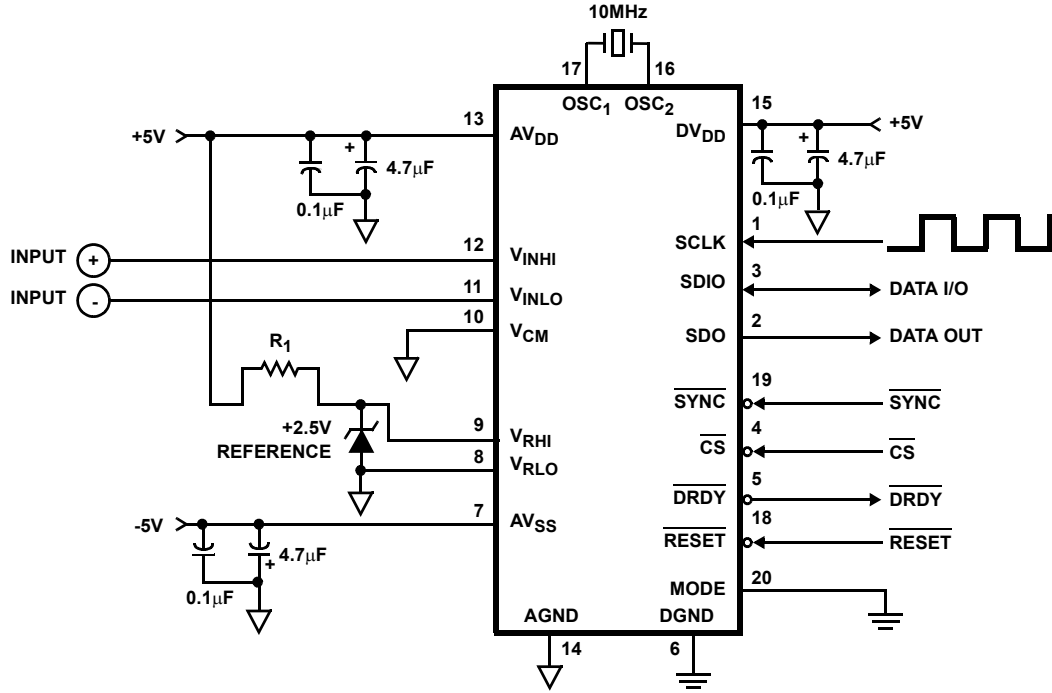 10MHz
17
16
OSC1
OSC2
+5V
13
AVDD
+
4.7µF
0.1µF
15
DVDD
+5V
+
4.7µF
0.1µF
INPUT
+
12
VINHI
INPUT
-
11
VINLO
10
VCM
R1
+2.5V
REFERENCE
9
VRHI
8
VRLO
-5V
7
AVSS
4.7µF
+
0.1µF
1
SCLK
3
SDIO
DATA I/O
2
SDO
DATA OUT
19
SYNC
SYNC
4
CS
CS
5
DRDY
DRDY
18
RESET
RESET
20
MODE
AGND
14
DGND
6